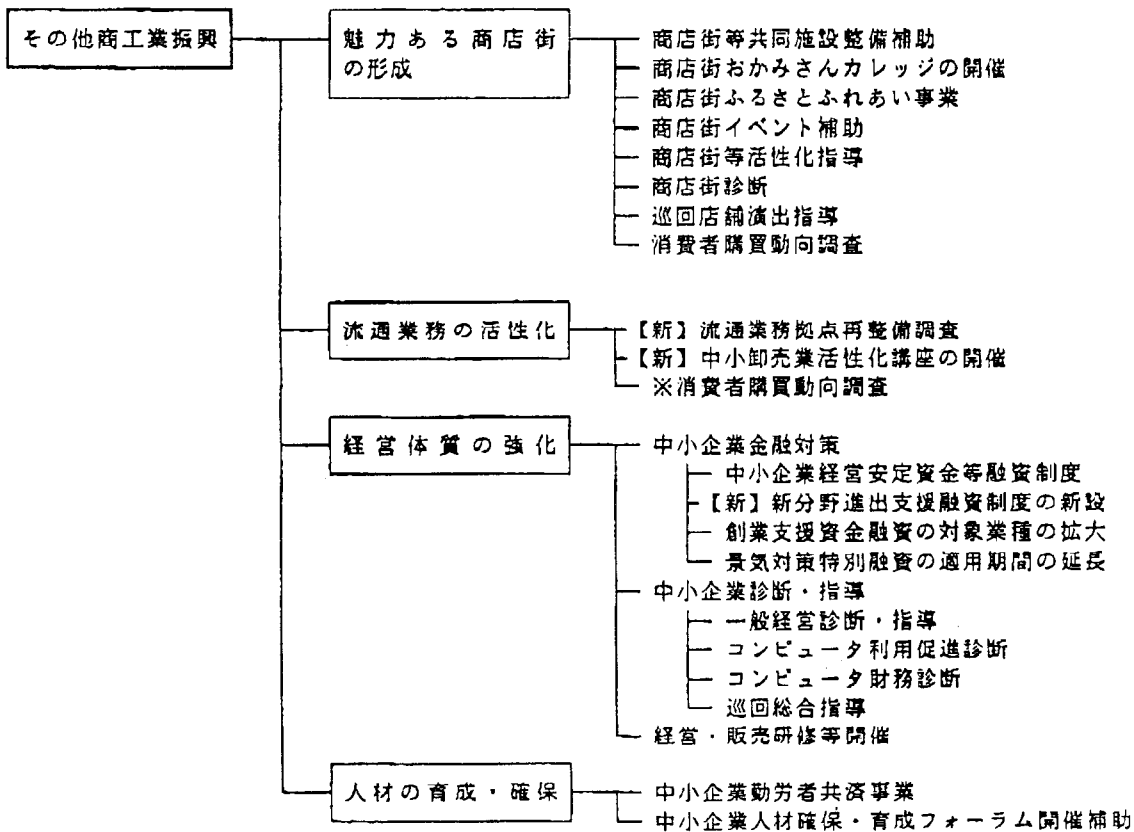 その他商工業振興
魅力ある商店街
の形成
商店街等共同施設整備補助
商店街おかみさんカレッジの開催
商店街ふるさとふれあい事業
商店街イベント補助
商店街等活性化指導
商店街診断
巡回店舗演出指導
消費者購買動向調査
流通業務の活性化
【新】流通業務拠点再整備調査
【新】中小卸売業活性化講座の開催
※消費者購買動向調査
経営体質の強化
中小企業金融対策
中小企業経営安定資金等融資制度
【新】新分野進出支援融資制度の新設
創業支援資金融資の対象業種の拡大
景気対策特別融資の適用期間の延長
中小企業診断・指導
一般経営診断・指導
コンピュータ利用促進診断
コンピュータ財務診断
巡回総合指導
経営・販売研修等開催
人材の育成・確保
中小企業勤労者共済事業
中小企業人材確保・育成フォーラム開催補助